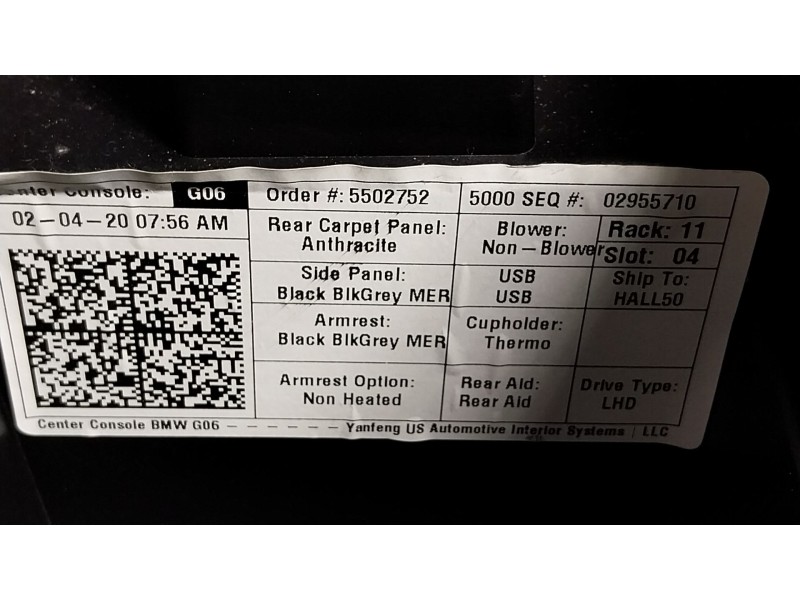 enter Console: G06 Order #: 5502752 5000 SEQ #: 02955710
02-04-20 07:56 AM
Rear Carpet Panel:
Anthracite
Blower:
Non-Blower
Rack: 11
Slot: 04
Side Panel:
Black BlkGrey MER
USB
USB
Ship To:
HALL50
Armrest:
Black BlkGrey MER
Cupholder:
Thermo
Armrest Option:
Non Heated
Rear Ald:
Rear Ald
Drive Type:
LHD
Center Console BMW G06 - - - - - - Yanfeng US Automotive Interior Systems | LLC